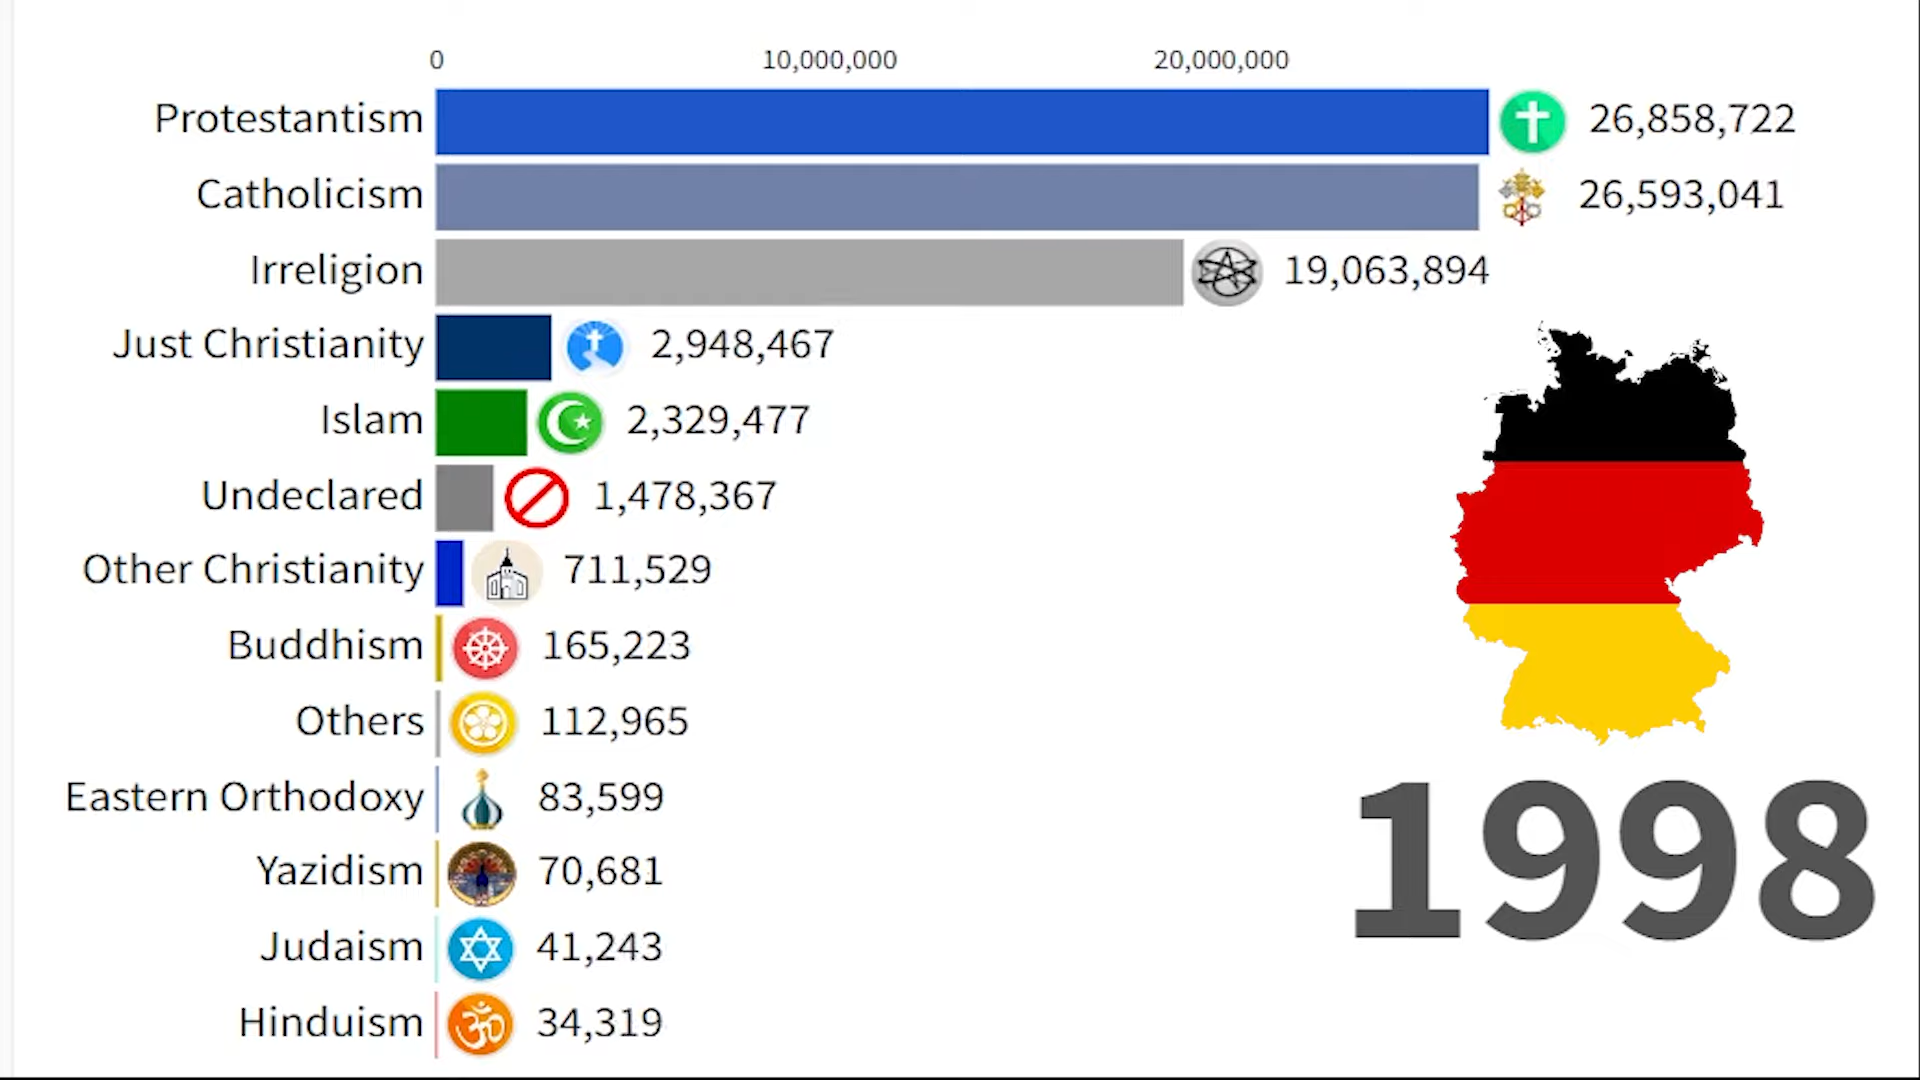 0 10,000,000 20,000,000
Protestantism 26,858,722
Catholicism 26,593,041
Irreligion 19,063,894
Just Christianity 2,948,467
Islam 2,329,477
Undeclared 1,478,367
Other Christianity 711,529
Buddhism 165,223
Others 112,965
Eastern Orthodoxy 83,599
Yazidism 70,681
Judaism 41,243
Hinduism 34,319
1998